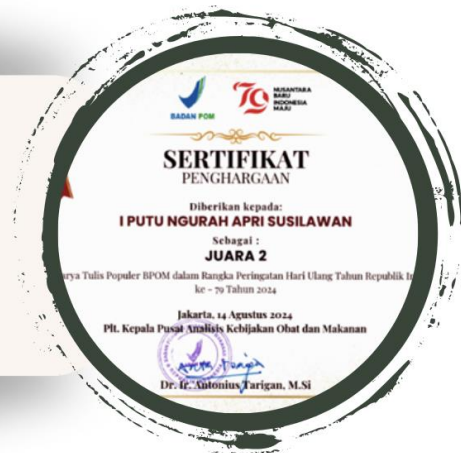 BADAN POM
79
NUSANTARA
BARU
INDONESIA
MAJU
SERTIFIKAT
PENGHARGAAN
Diberikan kepada:
I PUTU NGURAH APRI SUSILAWAN
Sebagai :
JUARA 2
Tulis Populer BPOM dalam Rangka Peringatan Hari Ulang Tahun Republik
ke - 79 Tahun 2024
Jakarta, 14 Agustus 2024
Plt. Kepala Pusat Analisis Kebijakan Obat dan Makanan
Dr. Ir. Antonius Tarigan, M.Si